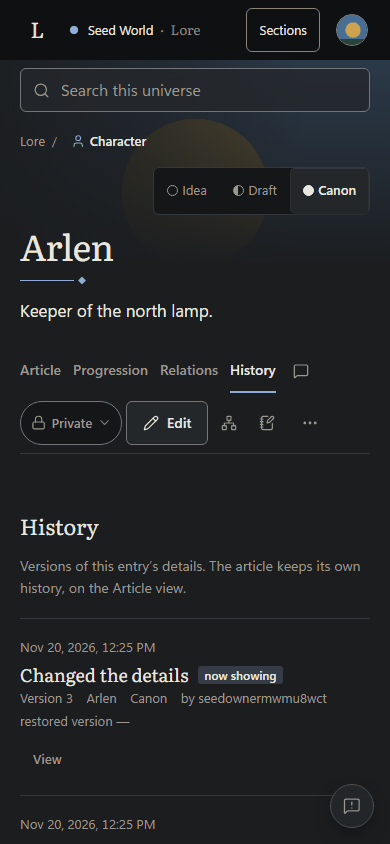 L
Seed World · Lore
Sections
Search this universe
Lore / Character
Idea Draft Canon
Arlen
Keeper of the north lamp.
Article Progression Relations History
Private Edit
History
Versions of this entry's details. The article keeps its own
history, on the Article view.
Nov 20, 2026, 12:25 PM
Changed the details now showing
Version 3 Arlen Canon by seedownermwmu8wct
restored version —
View
Nov 20, 2026, 12:25 PM